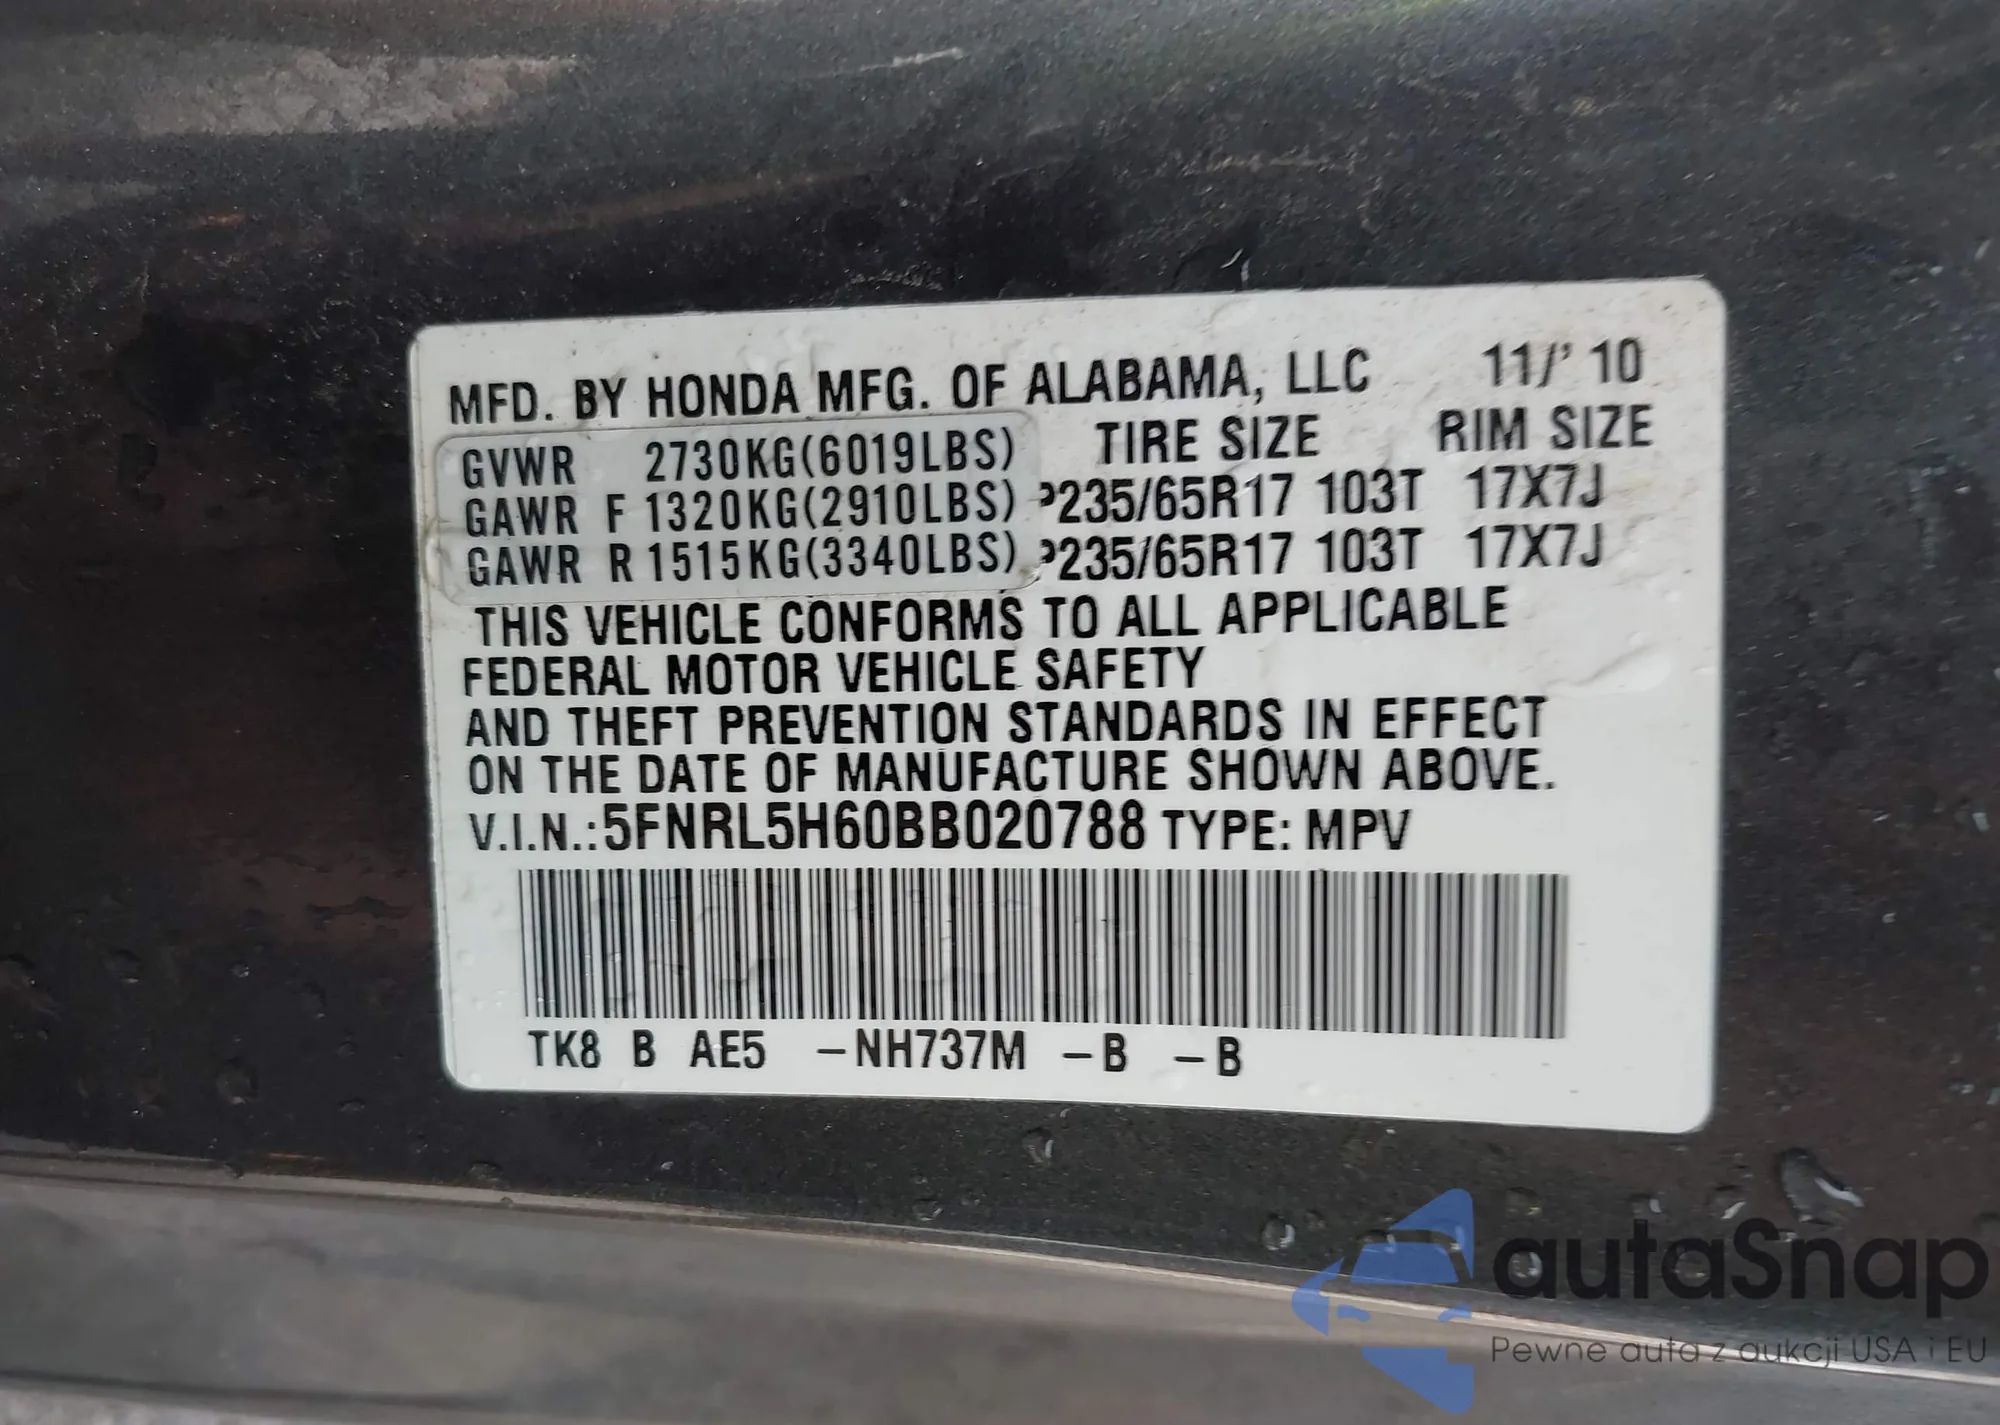 MFD. BY HONDA MFG. OF ALABAMA, LLC 11/'10
GVWR 2730KG(6019LBS) TIRE SIZE RIM SIZE
GAWR F 1320KG(2910LBS) P235/65R17 103T 17X7J
GAWR R 1515KG(3340LBS) P235/65R17 103T 17X7J
THIS VEHICLE CONFORMS TO ALL APPLICABLE
FEDERAL MOTOR VEHICLE SAFETY
AND THEFT PREVENTION STANDARDS IN EFFECT
ON THE DATE OF MANUFACTURE SHOWN ABOVE.
V.I.N.:5FNRL5H60BB020788 TYPE: MPV
TK8 B AE5 -NH737M -B -B
autaSnap
Pewne auta z aukcji USA i EU